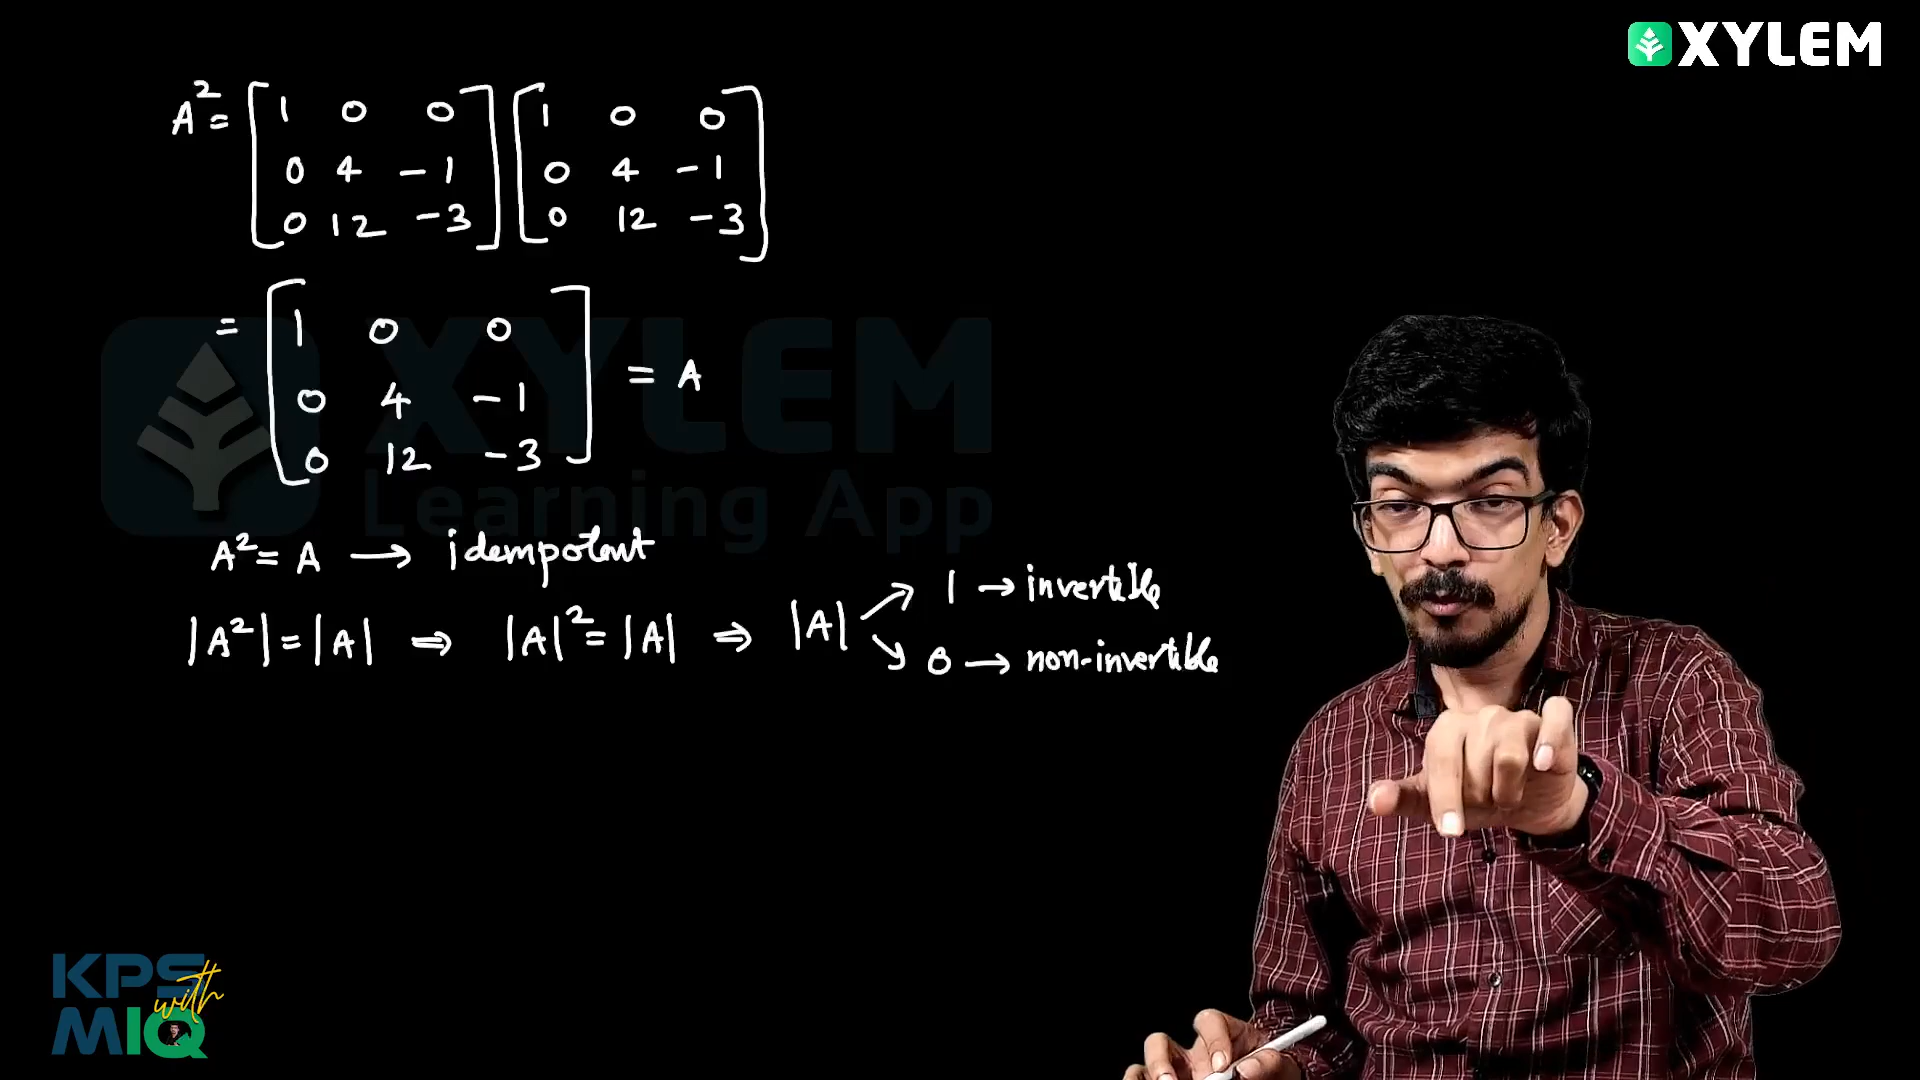 XYLEM
A² = [1 0 0 [1 0 0
0 4 -1 0 4 -1
0 12 -3] 0 12 -3]
= [1 0 0
0 4 -1 = A
0 12 -3]
XYLEM
Learning App
A² = A → idempotent
|A²| = |A| ⇒ |A|² = |A| ⇒ |A| ↗ 1 → invertible
↘ 0 → non-invertible
KPS
with
MIQ